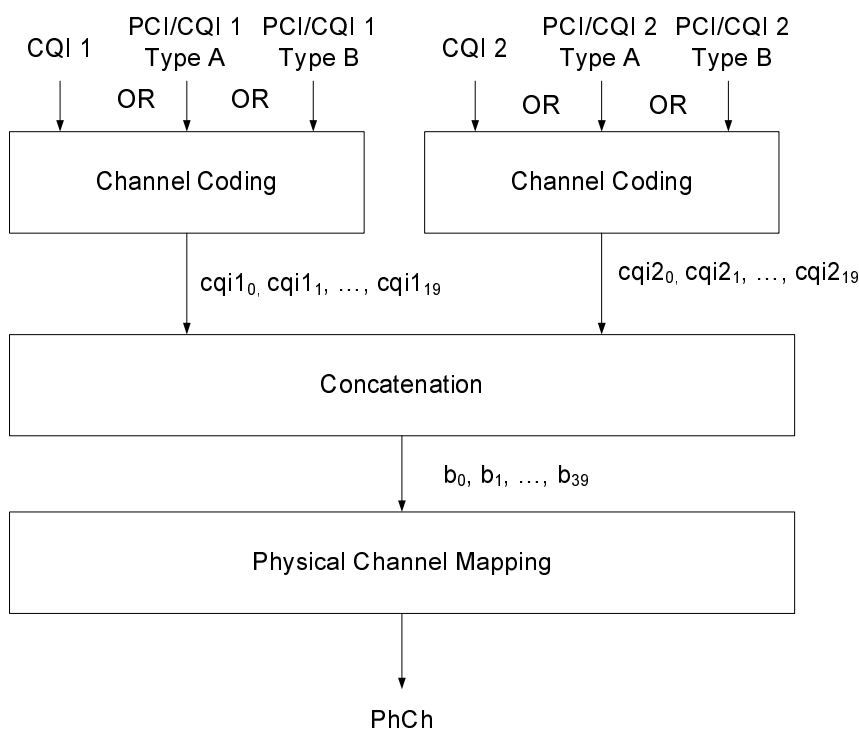 CQI 1
PCI/CQI 1
Type A
PCI/CQI 1
Type B
CQI 2
PCI/CQI 2
Type A
PCI/CQI 2
Type B
OR
OR
OR
OR
Channel Coding
Channel Coding
cqi1₀, cqi1₁, …, cqi1₁₉
cqi2₀, cqi2₁, …, cqi2₁₉
Concatenation
b₀, b₁, …, b₃₉
Physical Channel Mapping
PhCh